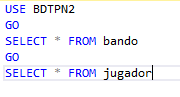 USE BDTPN2
GO
SELECT * FROM bando
GO
SELECT * FROM jugador